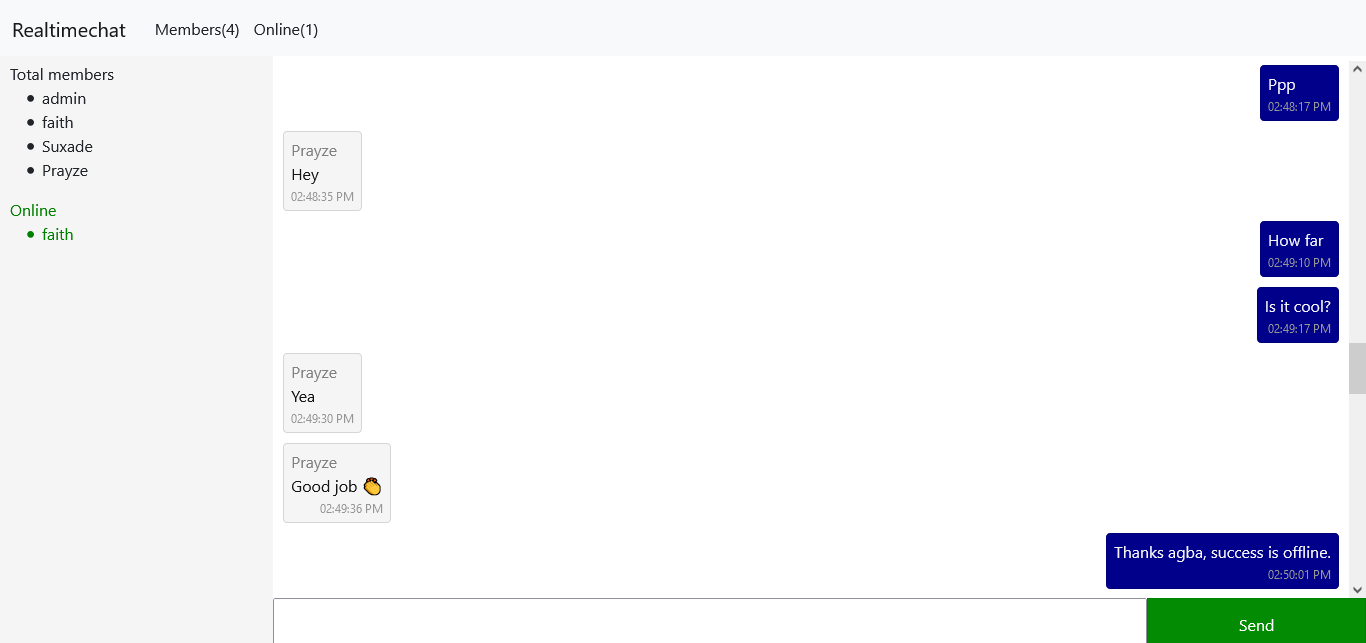 Realtimechat Members(4) Online(1)
Total members
admin
faith
Suxade
Prayze
Online
faith
Ppp
02:48:17 PM
Prayze
Hey
02:48:35 PM
How far
02:49:10 PM
Is it cool?
02:49:17 PM
Prayze
Yea
02:49:30 PM
Prayze
Good job 👏
02:49:36 PM
Thanks agba, success is offline.
02:50:01 PM
Send